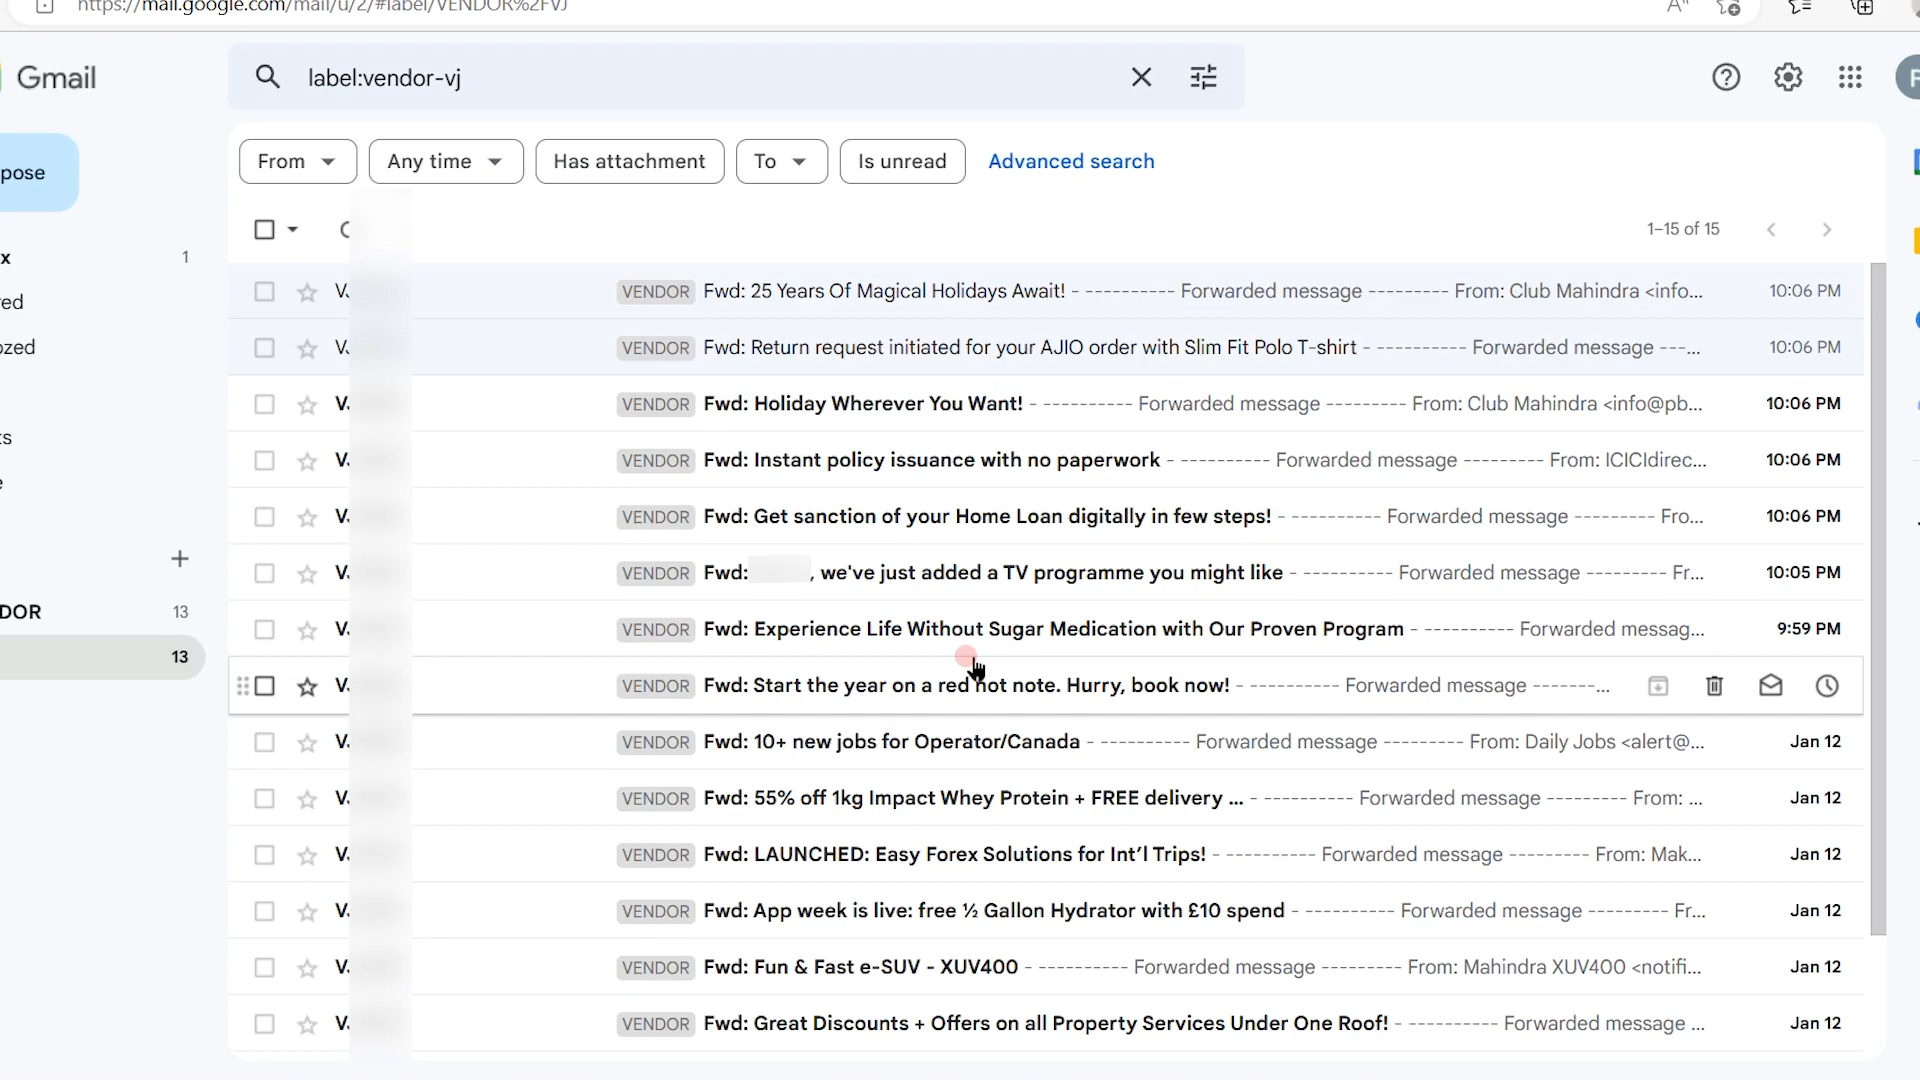 https://mail.google.com/mail/u/2/#label/VENDOR%2FVJ
Gmail
label:vendor-vj
pose
From
Any time
Has attachment
To
Is unread
Advanced search
1–15 of 15
x 1
red
ozed
ts
e
DOR 13
13
VENDOR Fwd: 25 Years Of Magical Holidays Await! - ---------- Forwarded message --------- From: Club Mahindra <info... 10:06 PM
VENDOR Fwd: Return request initiated for your AJIO order with Slim Fit Polo T-shirt - ---------- Forwarded message ---... 10:06 PM
VENDOR Fwd: Holiday Wherever You Want! - ---------- Forwarded message --------- From: Club Mahindra <info@pb... 10:06 PM
VENDOR Fwd: Instant policy issuance with no paperwork - ---------- Forwarded message --------- From: ICICIdirec... 10:06 PM
VENDOR Fwd: Get sanction of your Home Loan digitally in few steps! - ---------- Forwarded message --------- Fro... 10:06 PM
VENDOR Fwd: , we've just added a TV programme you might like - ---------- Forwarded message --------- Fr... 10:05 PM
VENDOR Fwd: Experience Life Without Sugar Medication with Our Proven Program - ---------- Forwarded messag... 9:59 PM
VENDOR Fwd: Start the year on a red hot note. Hurry, book now! - ---------- Forwarded message -------...
VENDOR Fwd: 10+ new jobs for Operator/Canada - ---------- Forwarded message --------- From: Daily Jobs <alert@... Jan 12
VENDOR Fwd: 55% off 1kg Impact Whey Protein + FREE delivery ... - ---------- Forwarded message --------- From: ... Jan 12
VENDOR Fwd: LAUNCHED: Easy Forex Solutions for Int'l Trips! - ---------- Forwarded message --------- From: Mak... Jan 12
VENDOR Fwd: App week is live: free ½ Gallon Hydrator with £10 spend - ---------- Forwarded message --------- Fr... Jan 12
VENDOR Fwd: Fun & Fast e-SUV - XUV400 - ---------- Forwarded message --------- From: Mahindra XUV400 <notifi... Jan 12
VENDOR Fwd: Great Discounts + Offers on all Property Services Under One Roof! - ---------- Forwarded message ... Jan 12